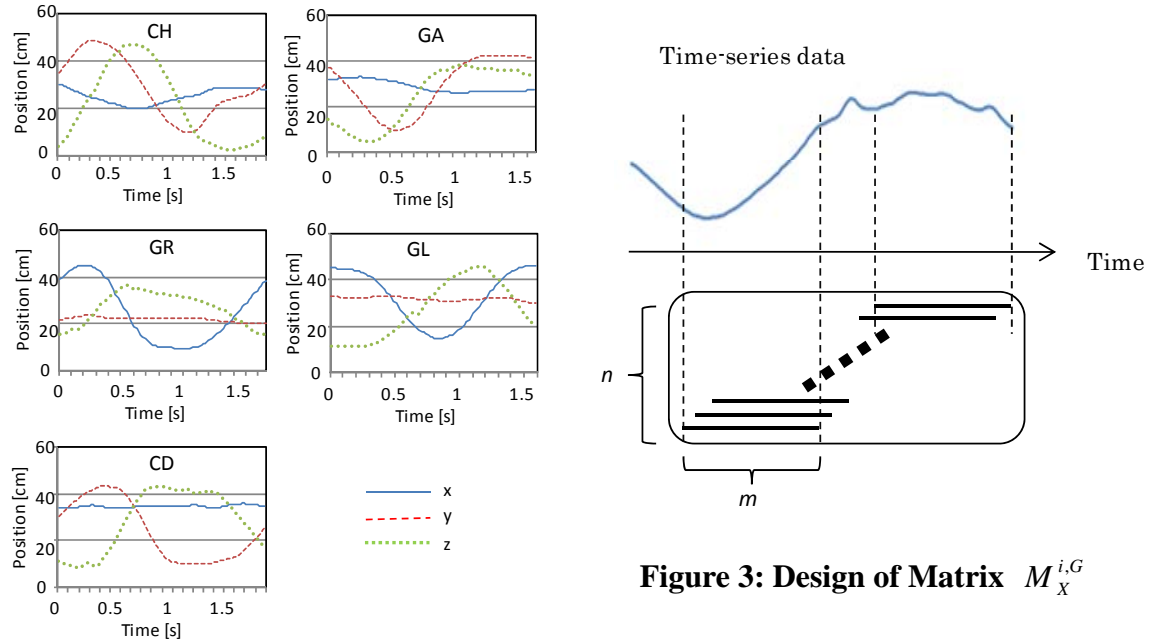 CH
Position [cm]
60
40
20
0
0 0.5 1 1.5
Time [s]
GA
Position [cm]
60
40
20
0
0 0.5 1 1.5
Time [s]
GR
Position [cm]
60
40
20
0
0 0.5 1 1.5
Time [s]
GL
Position [cm]
60
40
20
0
0 0.5 1 1.5
Time [s]
CD
Position [cm]
60
40
20
0
0 0.5 1 1.5
Time [s]
x
y
z
Time-series data
Time
n
m
Figure 3: Design of Matrix M_X^{i,G}